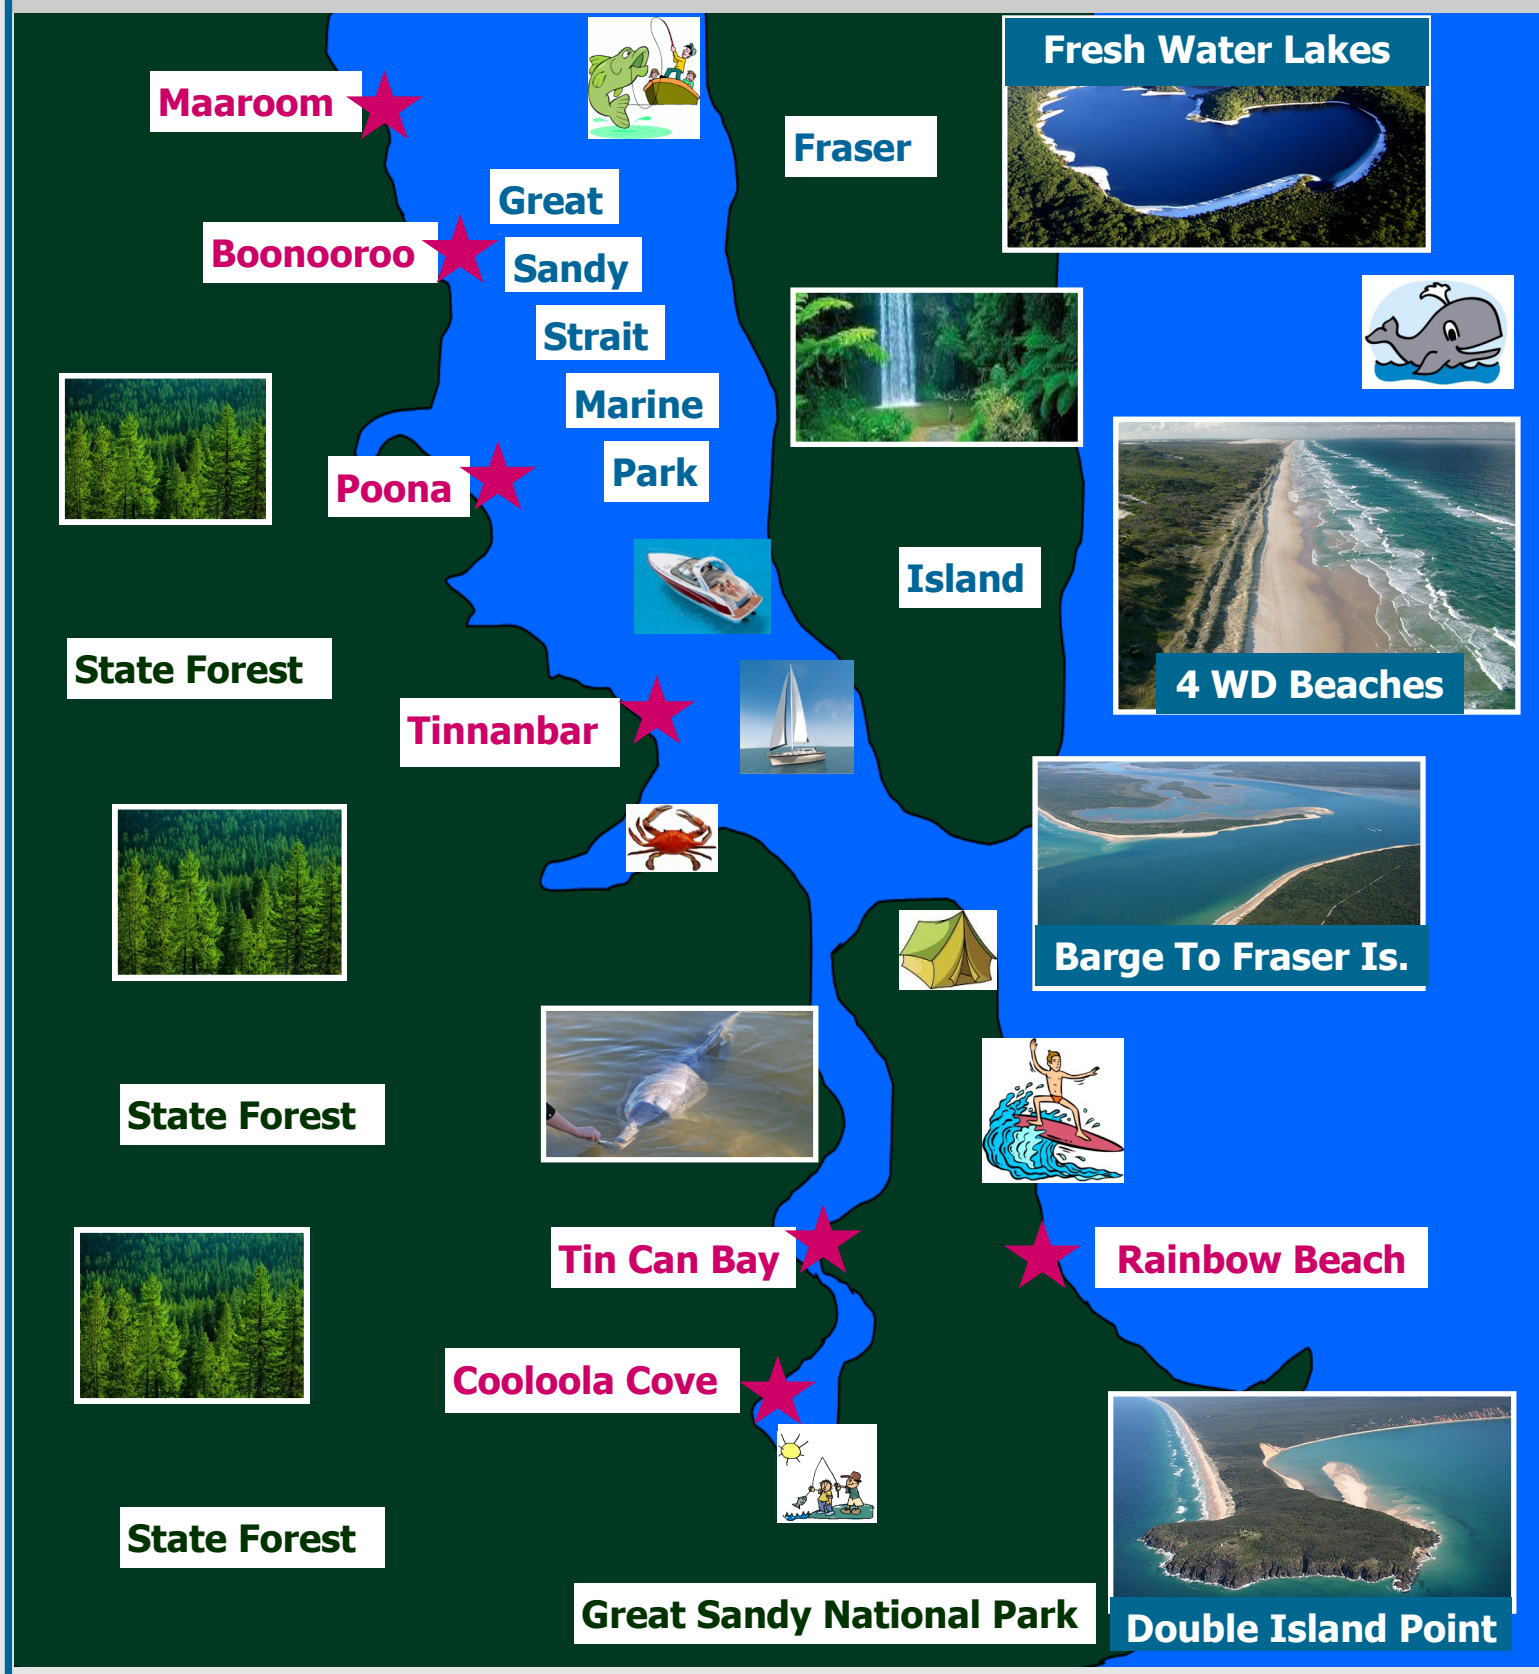 Fresh Water Lakes
Maaroom
Fraser
Great
Boonooroo
Sandy
Strait
Marine
Park
Poona
Island
State Forest
4 WD Beaches
Tinnanbar
Barge To Fraser Is.
State Forest
Tin Can Bay
Rainbow Beach
Cooloola Cove
State Forest
Great Sandy National Park
Double Island Point